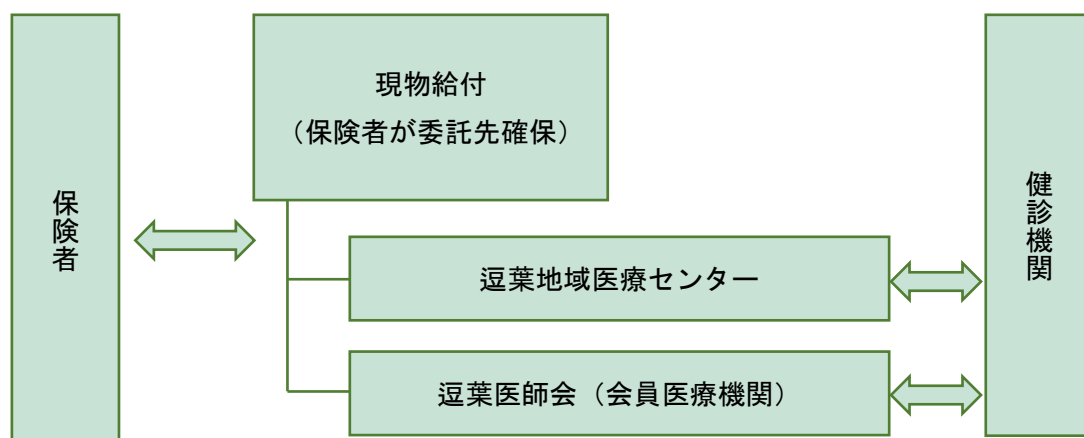 保険者
現物給付
（保険者が委託先確保）
逗葉地域医療センター
逗葉医師会（会員医療機関）
健診機関